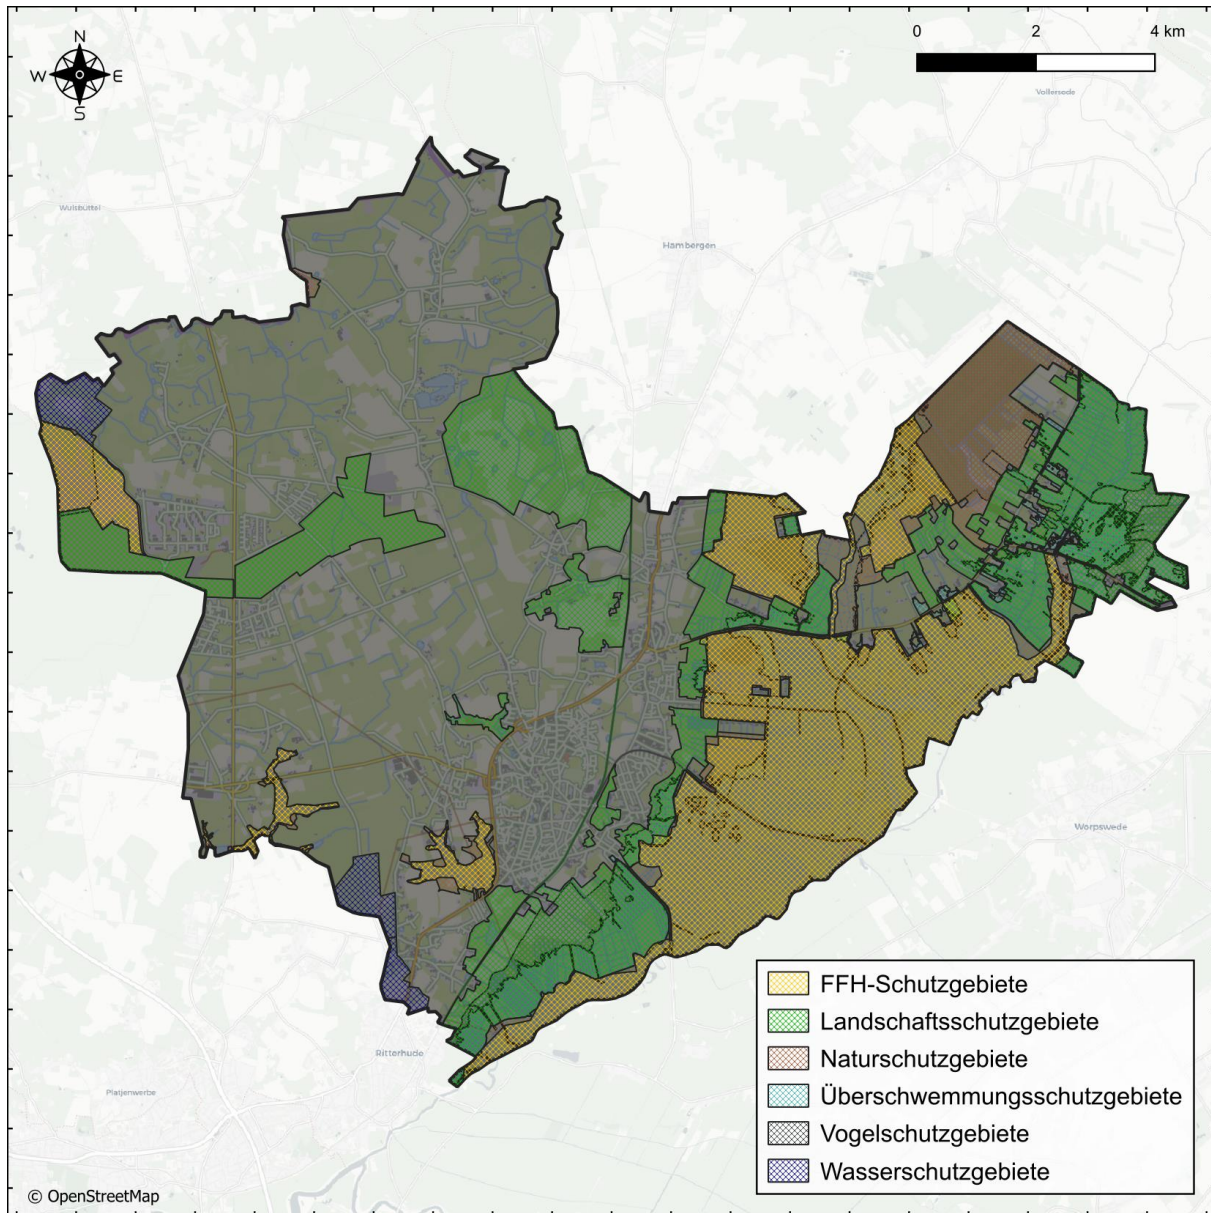 N
W E
S
0 2 4 km
Vollersode
Wulsbüttel
Hambergen
Worpswede
FFH-Schutzgebiete
Landschaftsschutzgebiete
Naturschutzgebiete
Überschwemmungsschutzgebiete
Vogelschutzgebiete
Wasserschutzgebiete
Ritterhude
Platjenwerbe
© OpenStreetMap